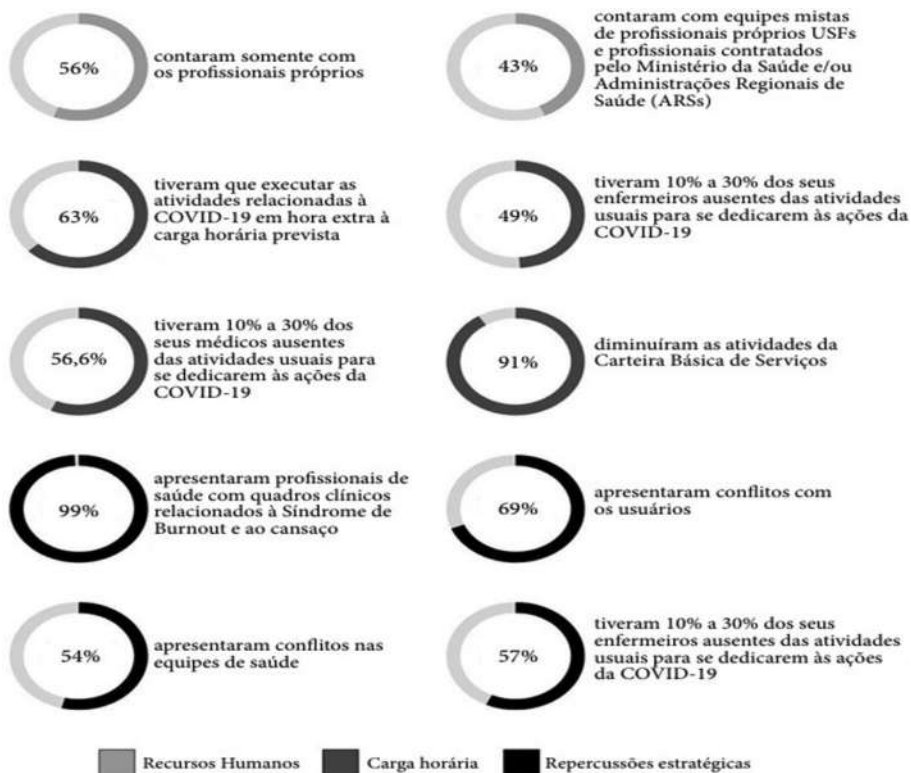 56%
contaram somente com
os profissionais próprios
43%
contaram com equipes mistas
de profissionais próprios USFs
e profissionais contratados
pelo Ministério da Saúde e/ou
Administrações Regionais de
Saúde (ARSs)
63%
tiveram que executar as
atividades relacionadas à
COVID-19 em hora extra à
carga horária prevista
49%
tiveram 10% a 30% dos seus
enfermeiros ausentes das atividades
usuais para se dedicarem às ações da
COVID-19
56,6%
tiveram 10% a 30% dos
seus médicos ausentes
das atividades usuais para
se dedicarem às ações da
COVID-19
91%
diminuíram as atividades da
Carteira Básica de Serviços
99%
apresentaram profissionais de
saúde com quadros clínicos
relacionados à Síndrome de
Burnout e ao cansaço
69%
apresentaram conflitos com
os usuários
54%
apresentaram conflitos nas
equipes de saúde
57%
tiveram 10% a 30% dos seus
enfermeiros ausentes das atividades
usuais para se dedicarem às ações
da COVID-19
Recursos Humanos
Carga horária
Repercussões estratégicas